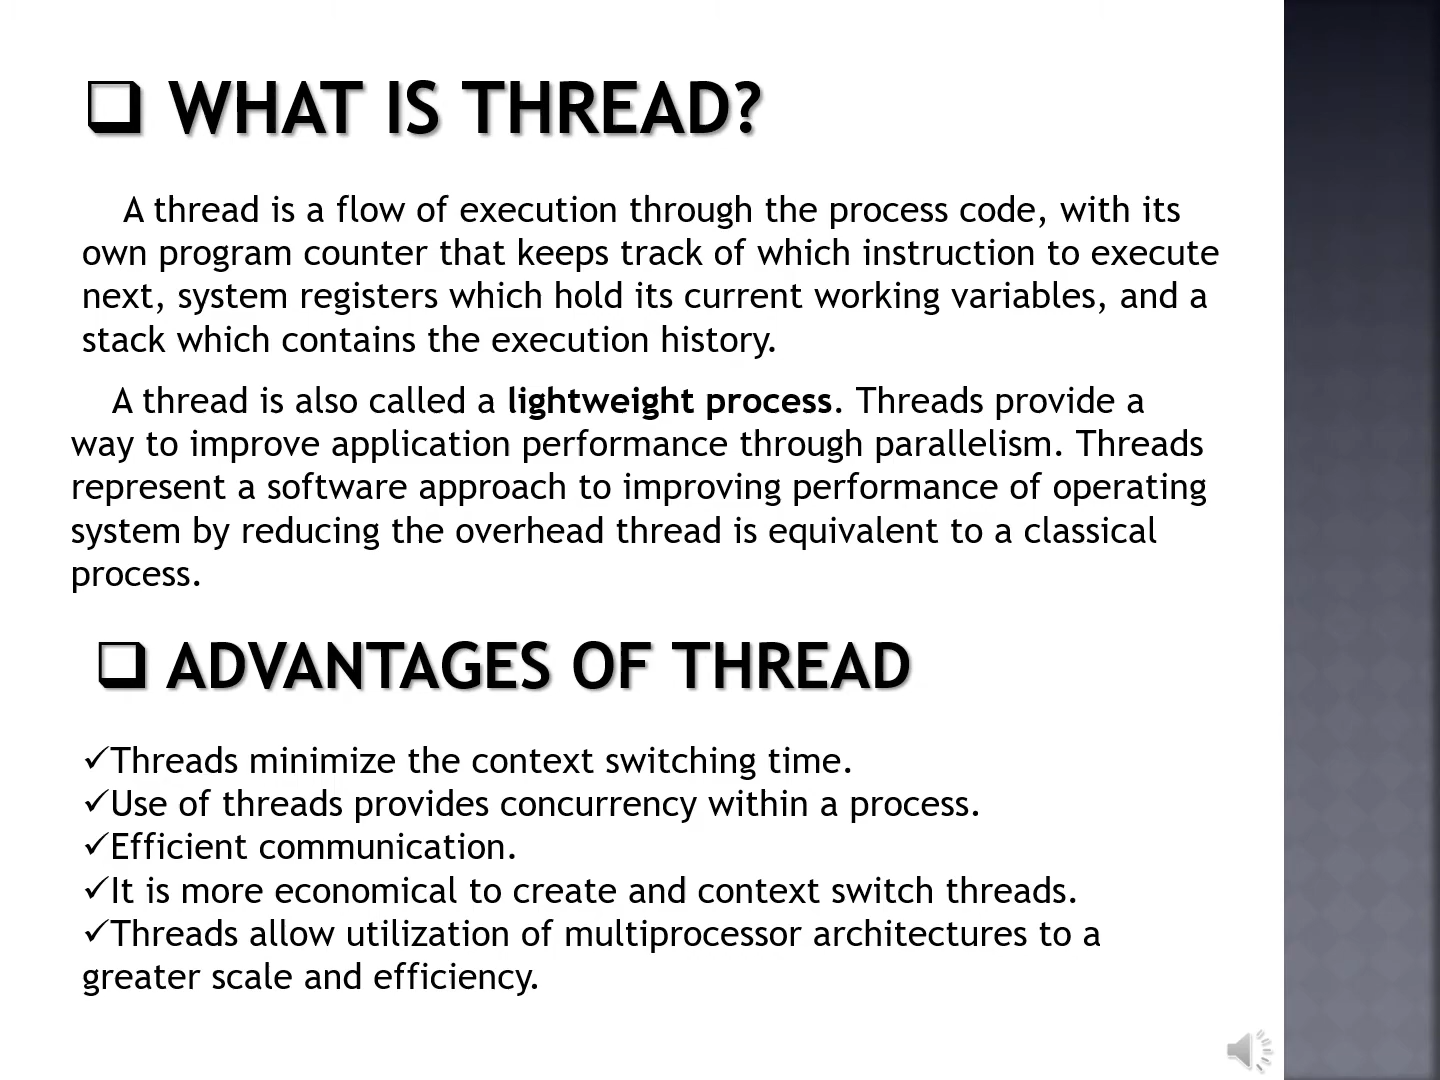 ❑ WHAT IS THREAD?
A thread is a flow of execution through the process code, with its
own program counter that keeps track of which instruction to execute
next, system registers which hold its current working variables, and a
stack which contains the execution history.
A thread is also called a lightweight process. Threads provide a
way to improve application performance through parallelism. Threads
represent a software approach to improving performance of operating
system by reducing the overhead thread is equivalent to a classical
process.
❑ ADVANTAGES OF THREAD
✓Threads minimize the context switching time.
✓Use of threads provides concurrency within a process.
✓Efficient communication.
✓It is more economical to create and context switch threads.
✓Threads allow utilization of multiprocessor architectures to a
greater scale and efficiency.